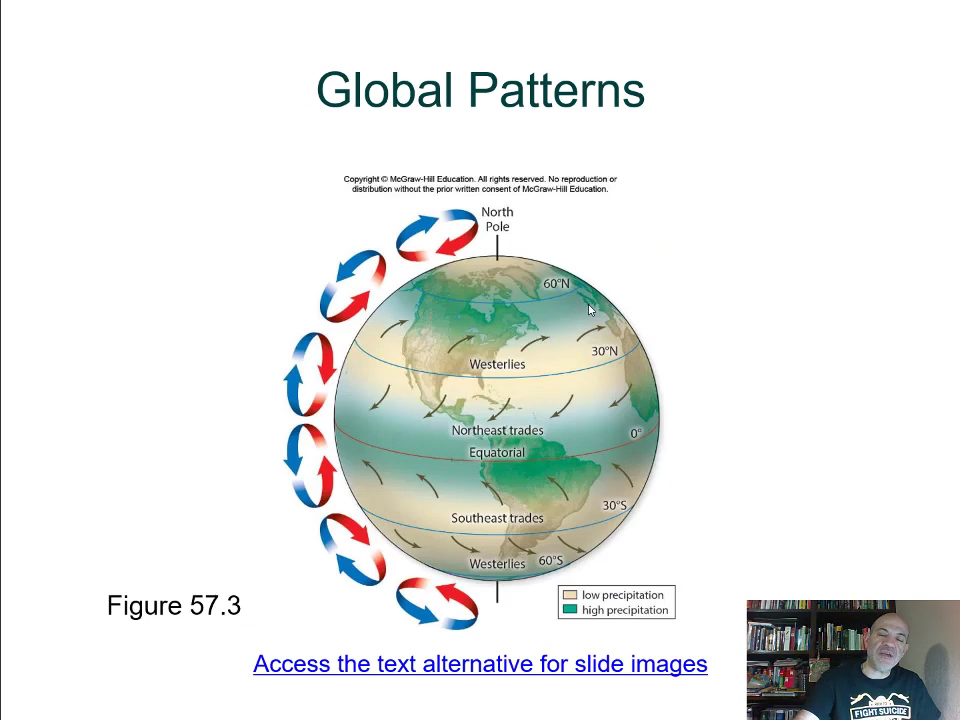 Global Patterns
Copyright © McGraw-Hill Education. All rights reserved. No reproduction or
distribution without the prior written consent of McGraw-Hill Education.
North
Pole
60°N
30°N
Westerlies
Northeast trades
0°
Equatorial
30°S
Southeast trades
60°S
Westerlies
low precipitation
high precipitation
Figure 57.3
Access the text alternative for slide images
FIGHT SUICIDE